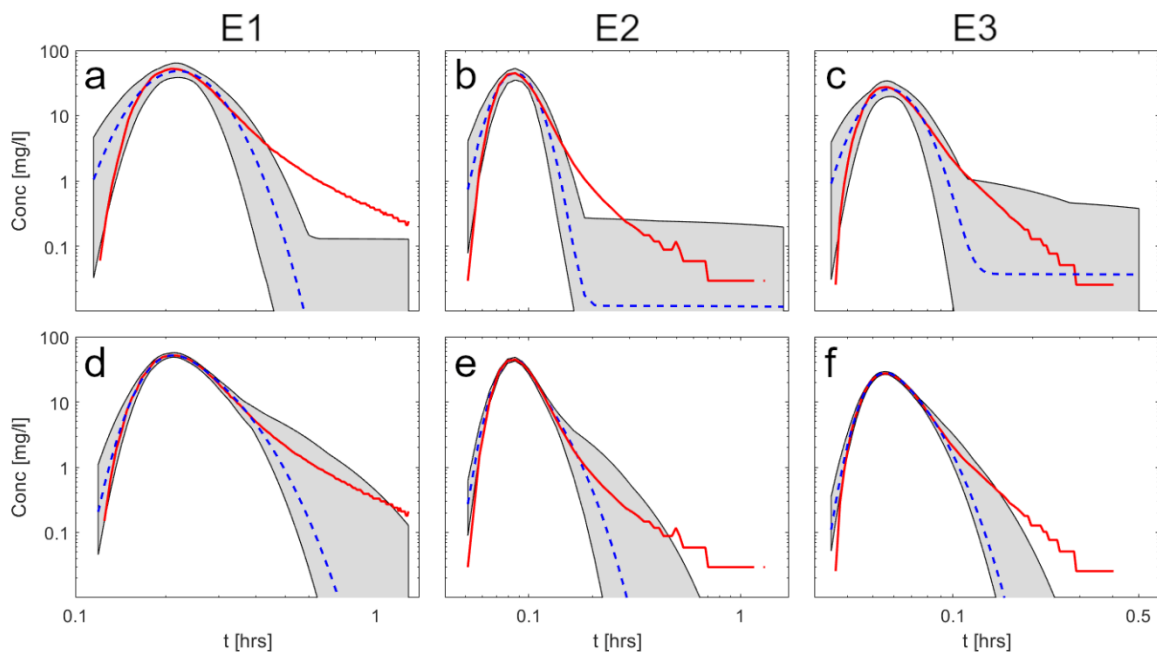 E1 E2 E3
a b c
100
10
1
0.1
Conc [mg/l]
d e f
100
10
1
0.1
Conc [mg/l]
0.1 1 0.1 1 0.1 0.5
t [hrs] t [hrs] t [hrs]